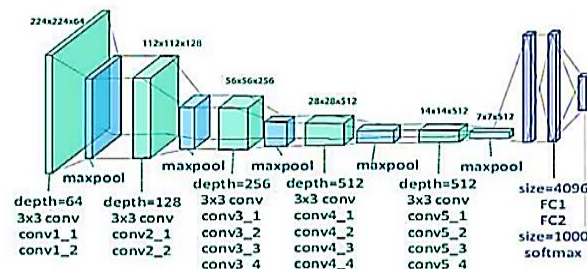 224x224x64
112x112x128
56x56x256
28x28x512
14x14x512
7x7x512
maxpool
maxpool
maxpool
maxpool
maxpool
depth=64
3x3 conv
conv1_1
conv1_2
depth=128
3x3 conv
conv2_1
conv2_2
depth=256
3x3 conv
conv3_1
conv3_2
conv3_3
conv3_4
depth=512
3x3 conv
conv4_1
conv4_2
conv4_3
conv4_4
depth=512
3x3 conv
conv5_1
conv5_2
conv5_3
conv5_4
size=4096
FC1
FC2
size=1000
softmax